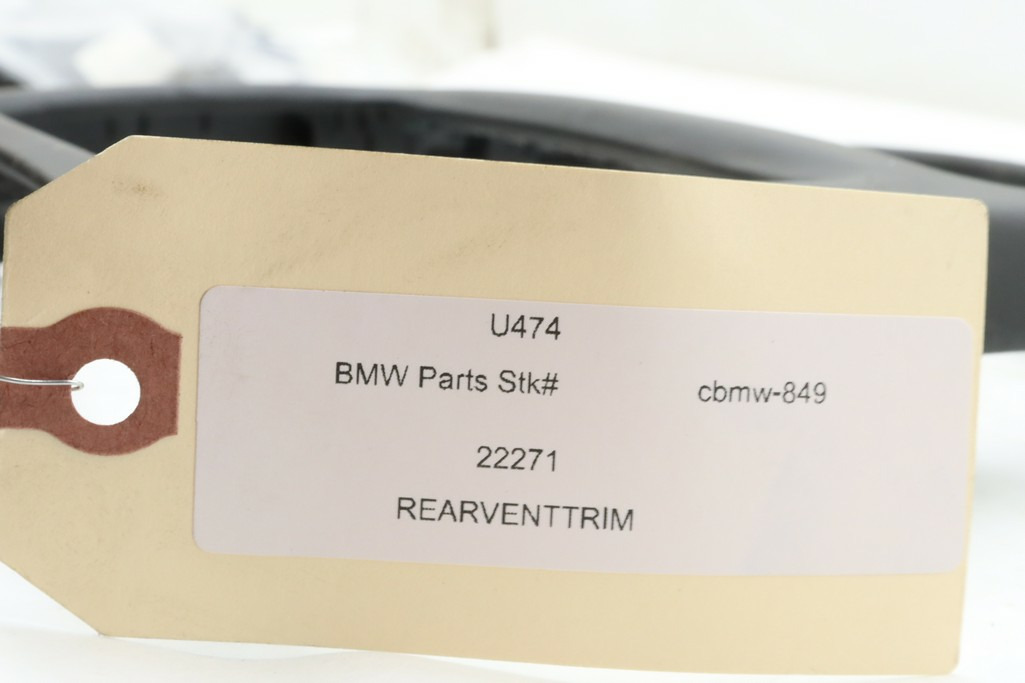 U474
BMW Parts Stk# cbmw-849
22271
REARVENTTRIM